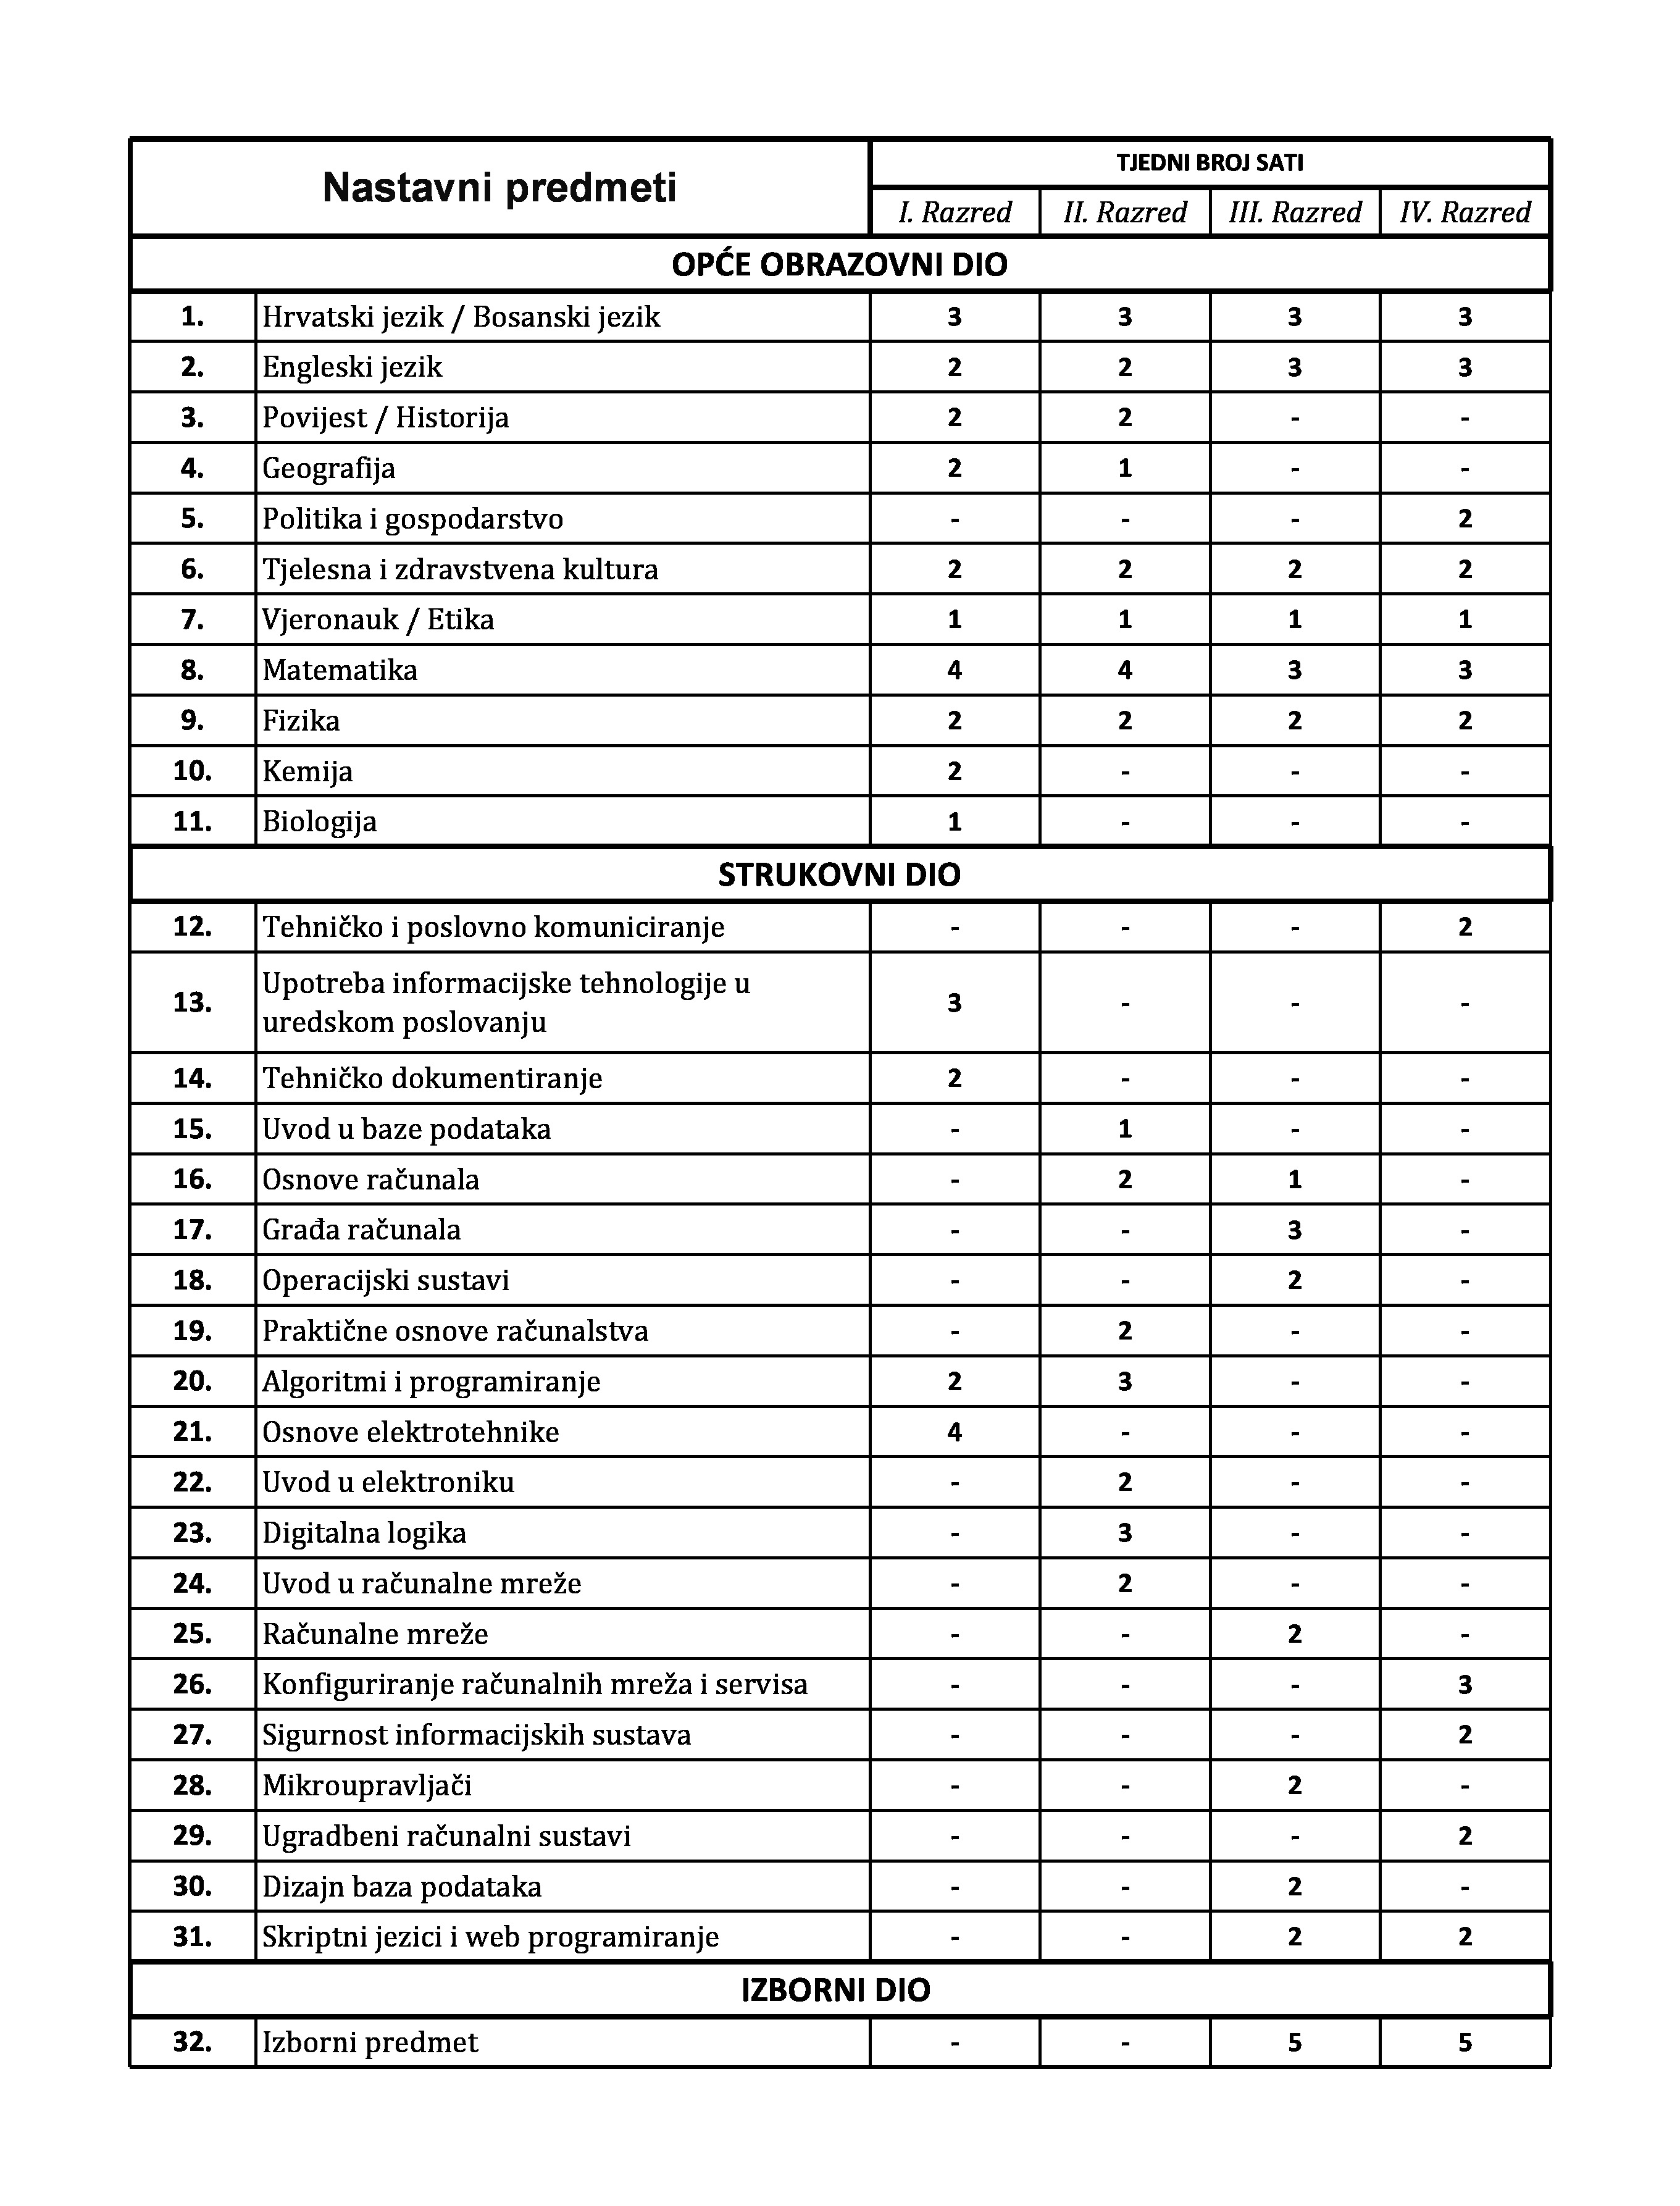 Nastavni predmeti
TJEDNI BROJ SATI
I. Razred II. Razred III. Razred IV. Razred
OPĆE OBRAZOVNI DIO
1. Hrvatski jezik / Bosanski jezik 3 3 3 3
2. Engleski jezik 2 2 3 3
3. Povijest / Historija 2 2 - -
4. Geografija 2 1 - -
5. Politika i gospodarstvo - - - 2
6. Tjelesna i zdravstvena kultura 2 2 2 2
7. Vjeronauk / Etika 1 1 1 1
8. Matematika 4 4 3 3
9. Fizika 2 2 2 2
10. Kemija 2 - - -
11. Biologija 1 - - -
STRUKOVNI DIO
12. Tehničko i poslovno komuniciranje - - - 2
13. Upotreba informacijske tehnologije u
uredskom poslovanju 3 - - -
14. Tehničko dokumentiranje 2 - - -
15. Uvod u baze podataka - 1 - -
16. Osnove računala - 2 1 -
17. Građa računala - - 3 -
18. Operacijski sustavi - - 2 -
19. Praktične osnove računalstva - 2 - -
20. Algoritmi i programiranje 2 3 - -
21. Osnove elektrotehnike 4 - - -
22. Uvod u elektroniku - 2 - -
23. Digitalna logika - 3 - -
24. Uvod u računalne mreže - 2 - -
25. Računalne mreže - - 2 -
26. Konfiguriranje računalnih mreža i servisa - - - 3
27. Sigurnost informacijskih sustava - - - 2
28. Mikroupravljači - - 2 -
29. Ugradbeni računalni sustavi - - - 2
30. Dizajn baza podataka - - 2 -
31. Skriptni jezici i web programiranje - - 2 2
IZBORNI DIO
32. Izborni predmet - - 5 5